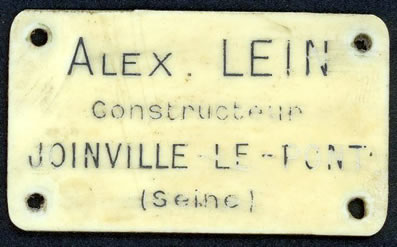 ALEX. LEIN
Constructeur
JOINVILLE-LE-PONT
(Seine)